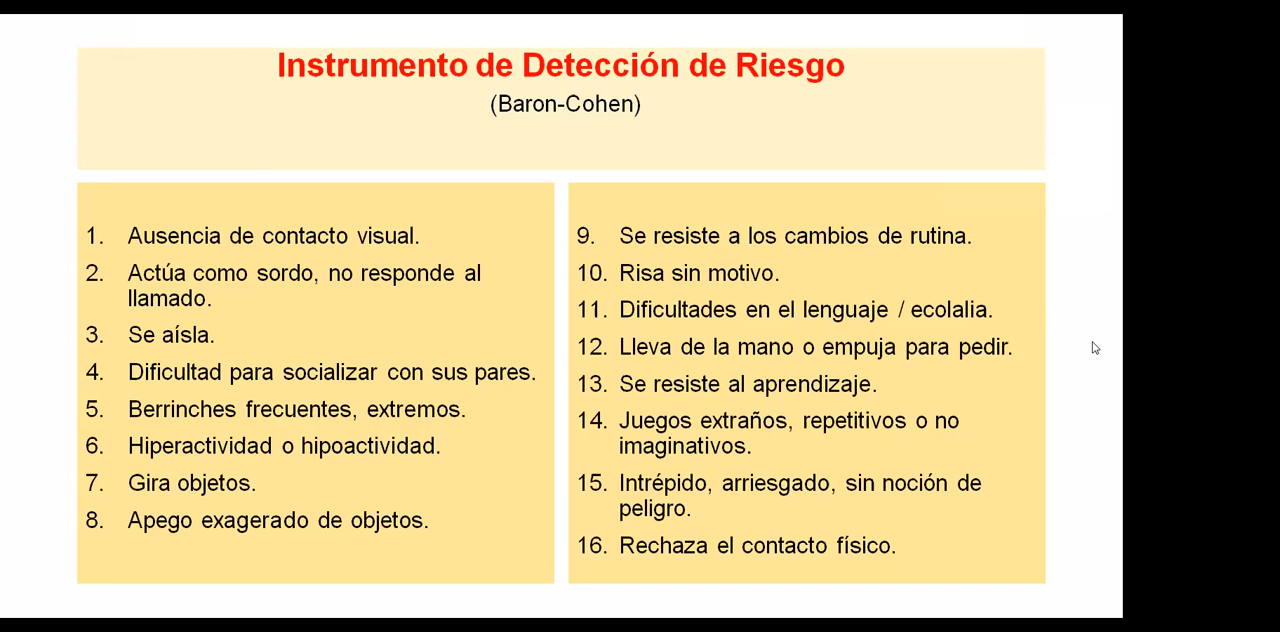 Instrumento de Detección de Riesgo
(Baron-Cohen)
1. Ausencia de contacto visual.
2. Actúa como sordo, no responde al
llamado.
3. Se aísla.
4. Dificultad para socializar con sus pares.
5. Berrinches frecuentes, extremos.
6. Hiperactividad o hipoactividad.
7. Gira objetos.
8. Apego exagerado de objetos.
9. Se resiste a los cambios de rutina.
10. Risa sin motivo.
11. Dificultades en el lenguaje / ecolalia.
12. Lleva de la mano o empuja para pedir.
13. Se resiste al aprendizaje.
14. Juegos extraños, repetitivos o no
imaginativos.
15. Intrépido, arriesgado, sin noción de
peligro.
16. Rechaza el contacto físico.